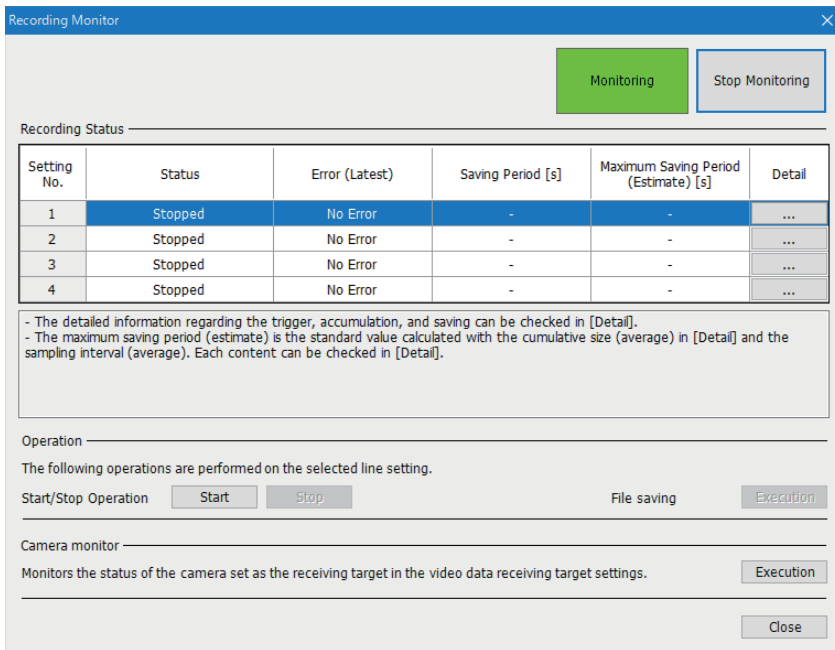 Recording Monitor
Monitoring
Stop Monitoring
Recording Status
Setting No. Status Error (Latest) Saving Period [s] Maximum Saving Period (Estimate) [s] Detail
1 Stopped No Error - - ...
2 Stopped No Error - - ...
3 Stopped No Error - - ...
4 Stopped No Error - - ...
- The detailed information regarding the trigger, accumulation, and saving can be checked in [Detail].
- The maximum saving period (estimate) is the standard value calculated with the cumulative size (average) in [Detail] and the
sampling interval (average). Each content can be checked in [Detail].
Operation
The following operations are performed on the selected line setting.
Start/Stop Operation Start Stop File saving Execution
Camera monitor
Monitors the status of the camera set as the receiving target in the video data receiving target settings. Execution
Close